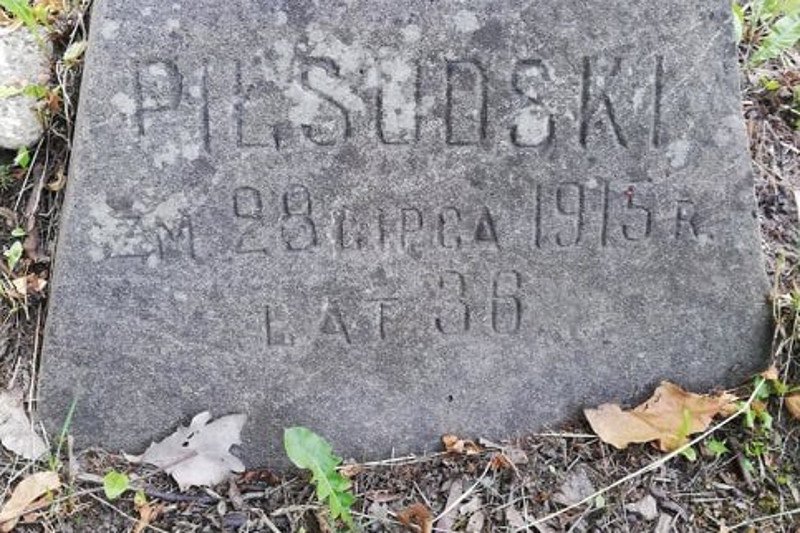 PIŁSUDSKI
ZM 28 LIPCA 1915 R.
LAT 36